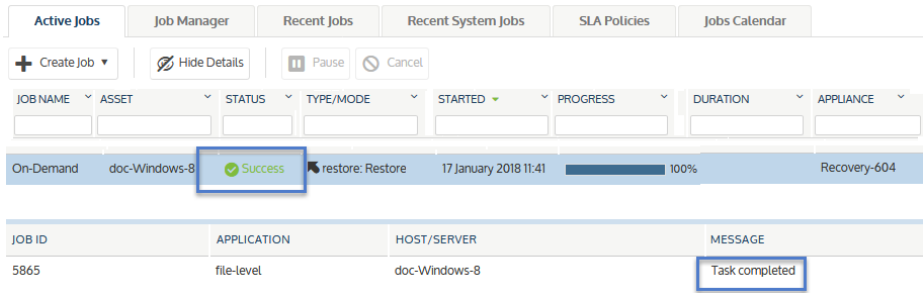 Active Jobs Job Manager Recent Jobs Recent System Jobs SLA Policies Jobs Calendar
Create Job Hide Details Pause Cancel
JOB NAME ASSET STATUS TYPE/MODE STARTED PROGRESS DURATION APPLIANCE
On-Demand doc-Windows-8 Success restore: Restore 17 January 2018 11:41 100% Recovery-604
JOB ID APPLICATION HOST/SERVER MESSAGE
5865 file-level doc-Windows-8 Task completed